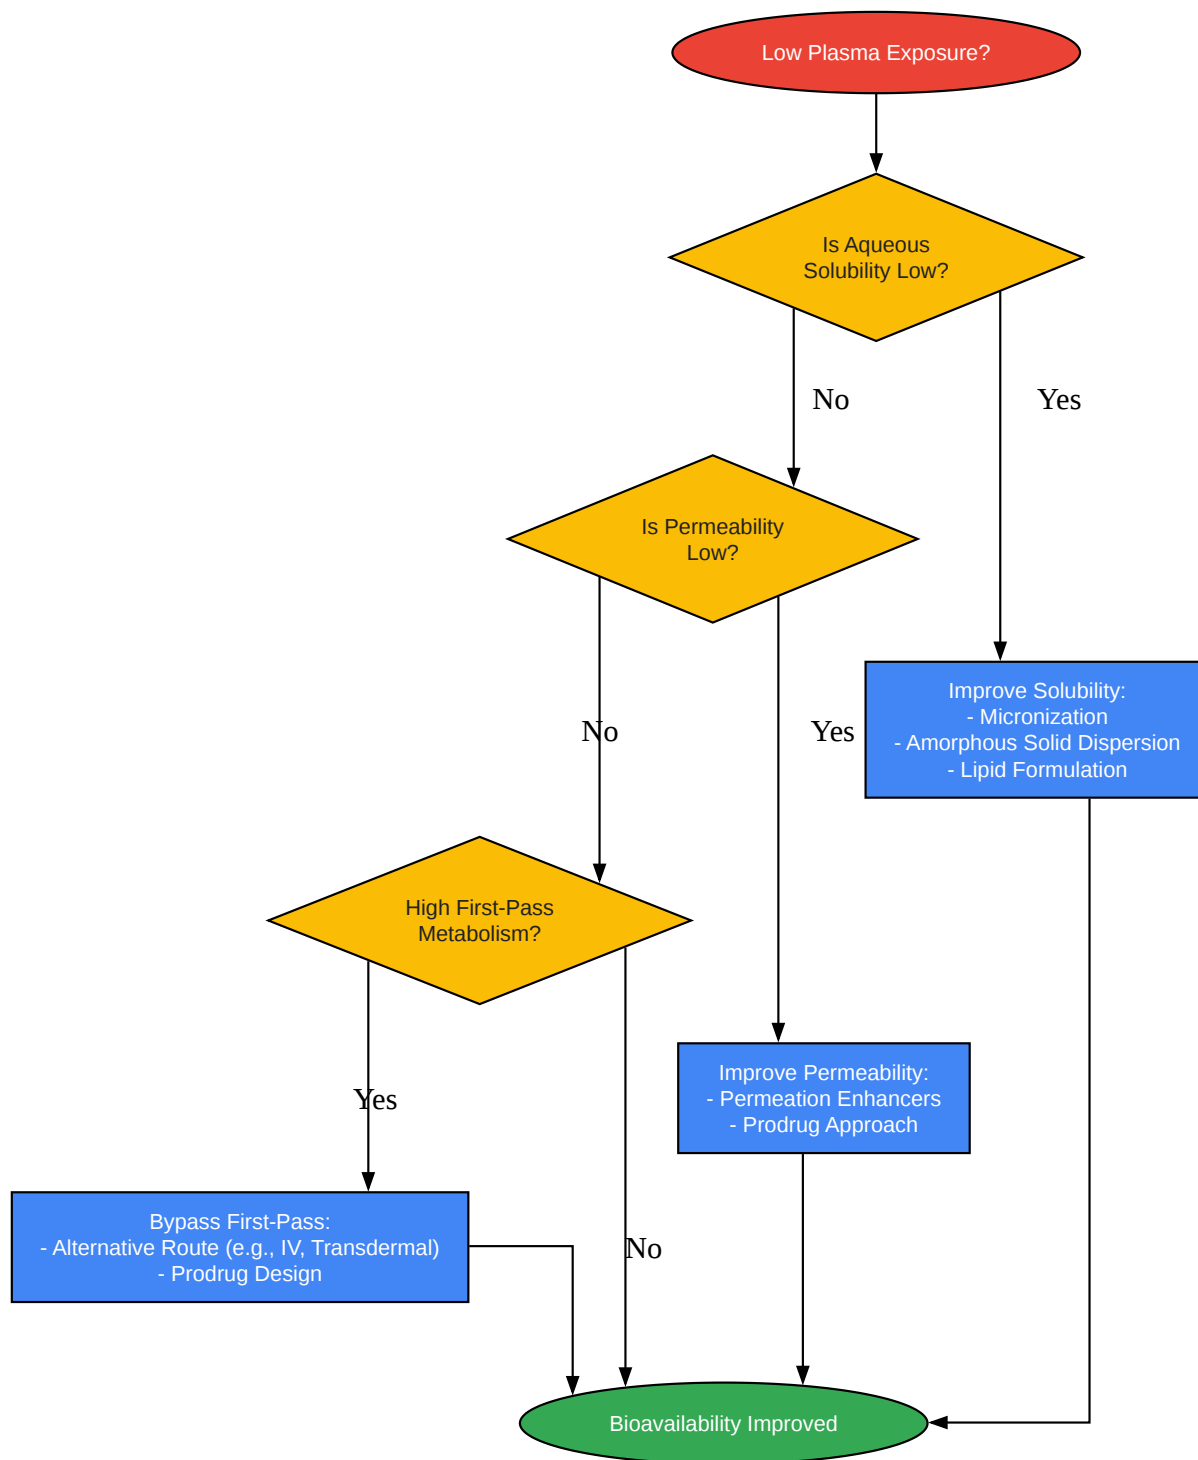 Low Plasma Exposure?
Is Aqueous
Solubility Low?
No
Yes
Is Permeability
Low?
Improve Solubility:
- Micronization
- Amorphous Solid Dispersion
- Lipid Formulation
No
Yes
High First-Pass
Metabolism?
Improve Permeability:
- Permeation Enhancers
- Prodrug Approach
Yes
Bypass First-Pass:
- Alternative Route (e.g., IV, Transdermal)
- Prodrug Design
No
Bioavailability Improved